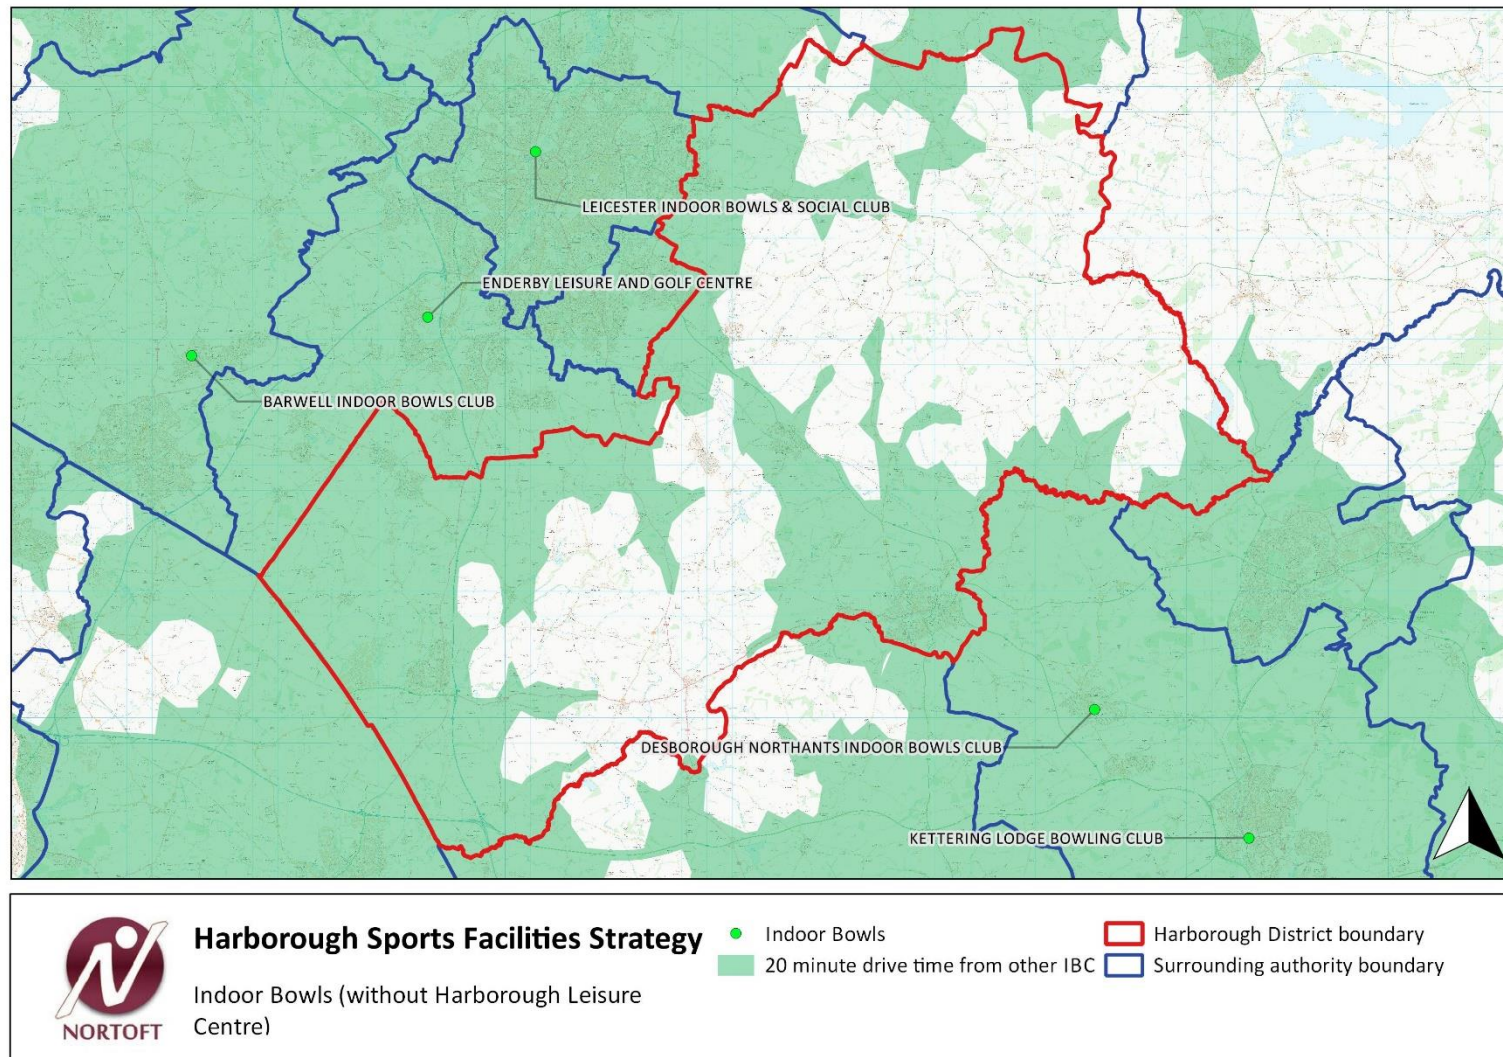 LEICESTER INDOOR BOWLS & SOCIAL CLUB
ENDERBY LEISURE AND GOLF CENTRE
BARWELL INDOOR BOWLS CLUB
DESBOROUGH NORTHANTS INDOOR BOWLS CLUB
KETTERING LODGE BOWLING CLUB
NORTOFT
Harborough Sports Facilities Strategy
Indoor Bowls (without Harborough Leisure
Centre)
Indoor Bowls
20 minute drive time from other IBC
Harborough District boundary
Surrounding authority boundary